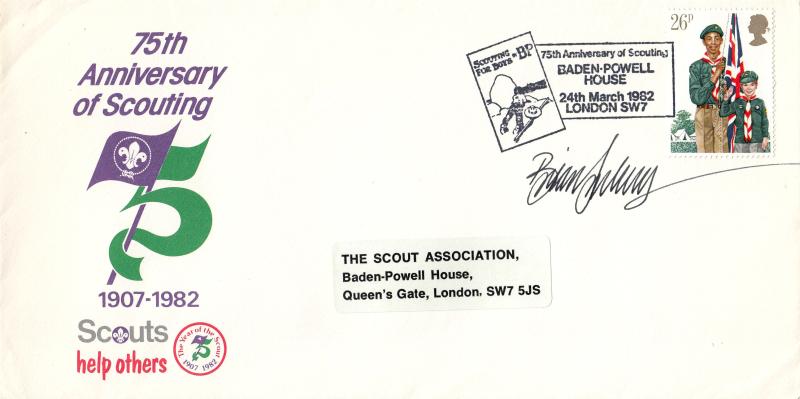 75th
Anniversary
of Scouting
1907-1982
Scouts
help others
The Year of the Scout
75
1907 1982
SCOUTING
FOR BOYS BP
75th Anniversary of Scouting
BADEN-POWELL
HOUSE
24th March 1982
LONDON SW7
26P
Brian
THE SCOUT ASSOCIATION,
Baden-Powell House,
Queen's Gate, London. SW7 5JS